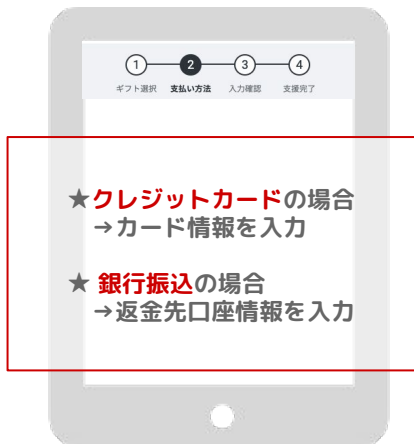 1 2 3 4
ギフト選択 支払い方法 入力確認 支援完了
★クレジットカードの場合
→カード情報を入力
★ 銀行振込の場合
→返金先口座情報を入力